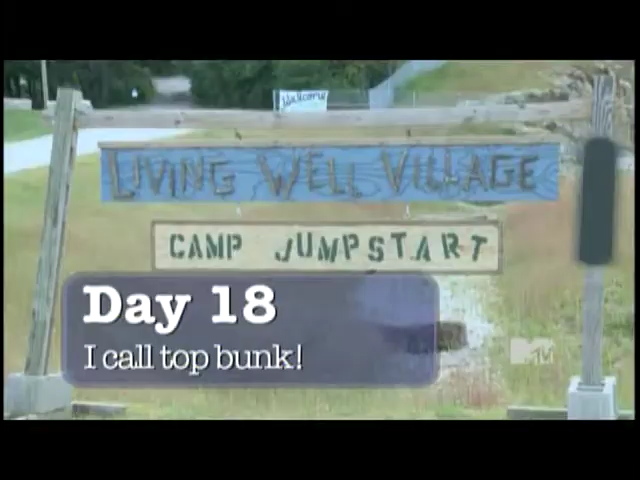 Welcome
LIVING WELL VILLAGE
CAMP JUMPSTART
Day 18
I call top bunk!
MTV